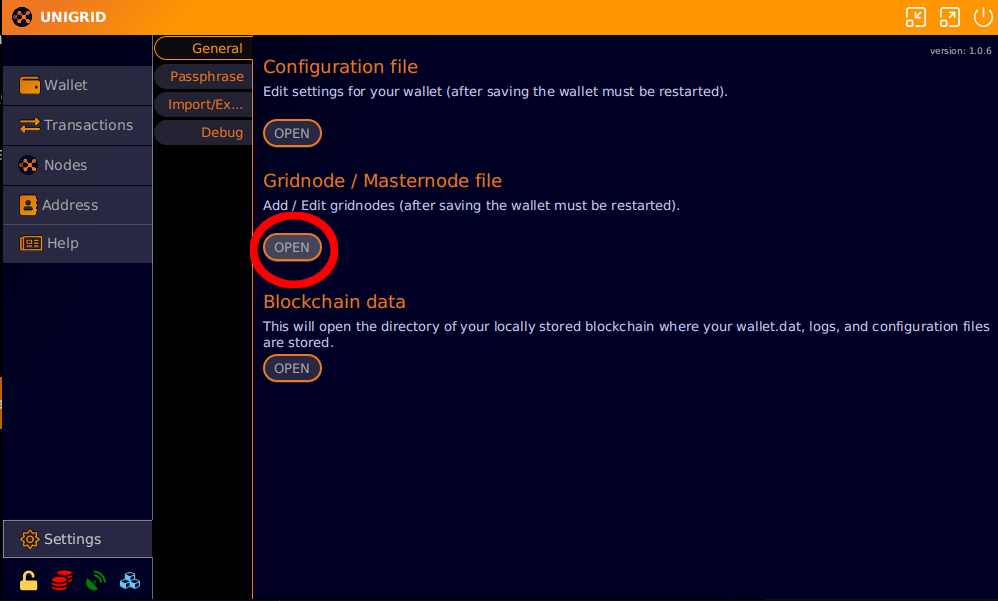 UNIGRID
version: 1.0.6
Wallet
Transactions
Nodes
Address
Help
Settings
General
Passphrase
Import/Ex...
Debug
Configuration file
Edit settings for your wallet (after saving the wallet must be restarted).
OPEN
Gridnode / Masternode file
Add / Edit gridnodes (after saving the wallet must be restarted).
OPEN
Blockchain data
This will open the directory of your locally stored blockchain where your wallet.dat, logs, and configuration files
are stored.
OPEN